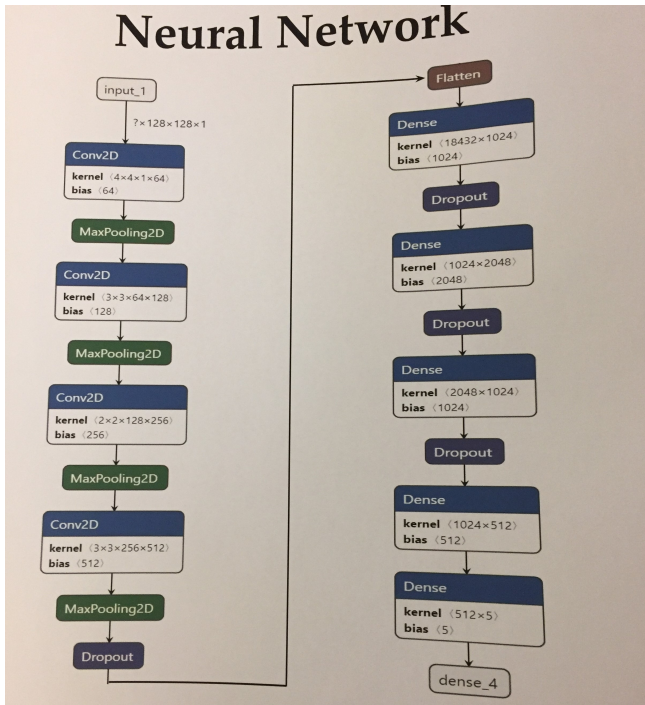 Neural Network
input_1
?×128×128×1
Conv2D
kernel ⟨4×4×1×64⟩
bias ⟨64⟩
MaxPooling2D
Conv2D
kernel ⟨3×3×64×128⟩
bias ⟨128⟩
MaxPooling2D
Conv2D
kernel ⟨2×2×128×256⟩
bias ⟨256⟩
MaxPooling2D
Conv2D
kernel ⟨3×3×256×512⟩
bias ⟨512⟩
MaxPooling2D
Dropout
Flatten
Dense
kernel ⟨18432×1024⟩
bias ⟨1024⟩
Dropout
Dense
kernel ⟨1024×2048⟩
bias ⟨2048⟩
Dropout
Dense
kernel ⟨2048×1024⟩
bias ⟨1024⟩
Dropout
Dense
kernel ⟨1024×512⟩
bias ⟨512⟩
Dense
kernel ⟨512×5⟩
bias ⟨5⟩
dense_4